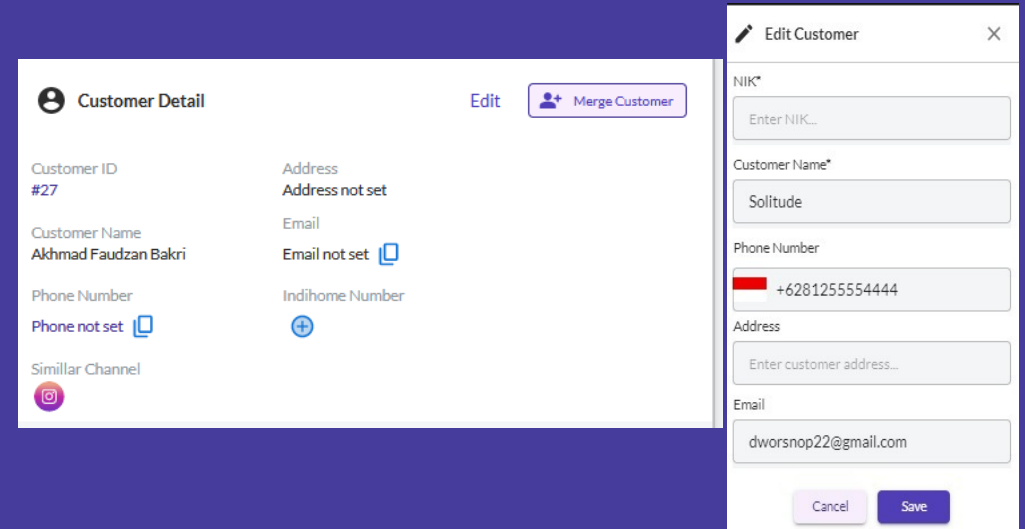 Customer Detail
Edit
Merge Customer
Customer ID
#27
Address
Address not set
Customer Name
Akhmad Faudzan Bakri
Email
Email not set
Phone Number
Phone not set
Indihome Number
Simillar Channel
Edit Customer
NIK*
Enter NIK...
Customer Name*
Solitude
Phone Number
+6281255554444
Address
Enter customer address...
Email
dworsnop22@gmail.com
Cancel
Save